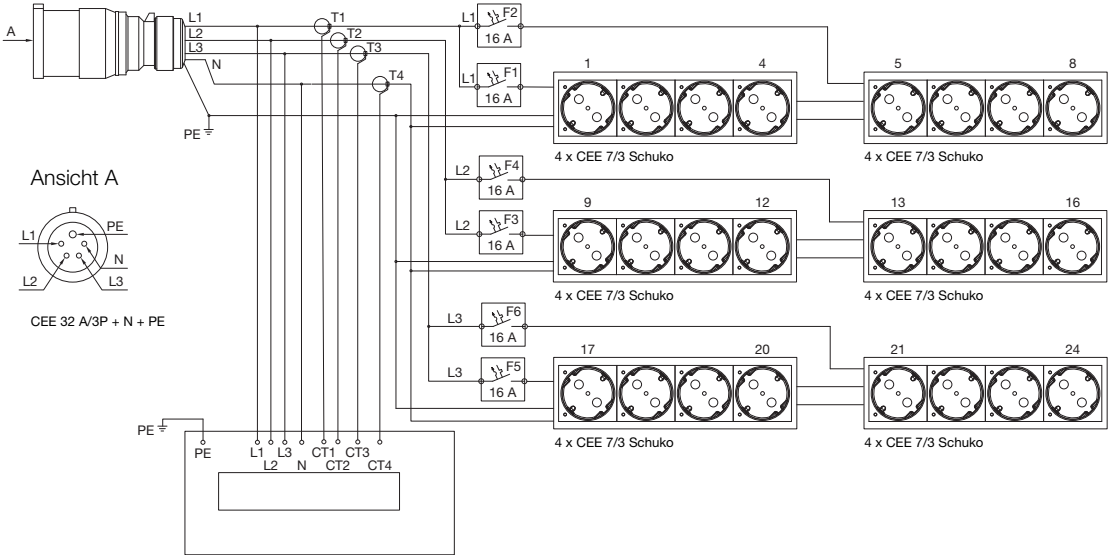 A
L1
L2
L3
N
PE
T1
T2
T3
T4
L1
F2
16 A
L1
F1
16 A
1
4
4 x CEE 7/3 Schuko
5
8
4 x CEE 7/3 Schuko
Ansicht A
L1
PE
N
L2
L3
CEE 32 A/3P + N + PE
L2
F4
16 A
L2
F3
16 A
9
12
4 x CEE 7/3 Schuko
13
16
4 x CEE 7/3 Schuko
L3
F6
16 A
L3
F5
16 A
17
20
4 x CEE 7/3 Schuko
21
24
4 x CEE 7/3 Schuko
PE
PE
L1
L2
L3
N
CT1
CT2
CT3
CT4